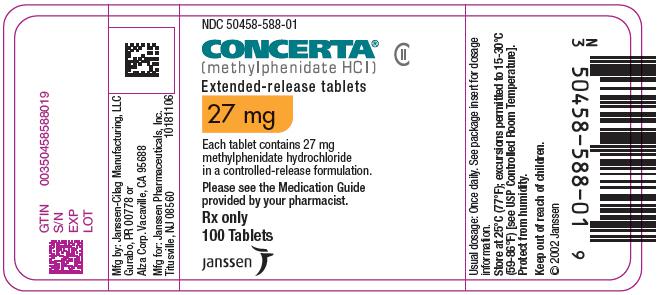 NDC 50458-588-01
CONCERTA®
(methylphenidate HCl)
CII
Extended-release tablets
27 mg
Each tablet contains 27 mg
methylphenidate hydrochloride
in a controlled-release formulation.
Please see the Medication Guide
provided by your pharmacist.
Rx only
100 Tablets
janssen
GTIN 00350458588019
S/N
EXP
LOT
Mfg by: Janssen-Cilag Manufacturing, LLC
Gurabo, PR 00778 or
Alza Corp, Vacaville, CA 95688
Mfg for: Janssen Pharmaceuticals, Inc.
Titusville, NJ 08560 10181106
Usual dosage: Once daily. See package insert for dosage
information.
Store at 25°C (77°F); excursions permitted to 15-30°C
(59-86°F) [see USP Controlled Room Temperature].
Protect from humidity.
Keep out of reach of children.
© 2002 Janssen
N
3 50458-588-01 9